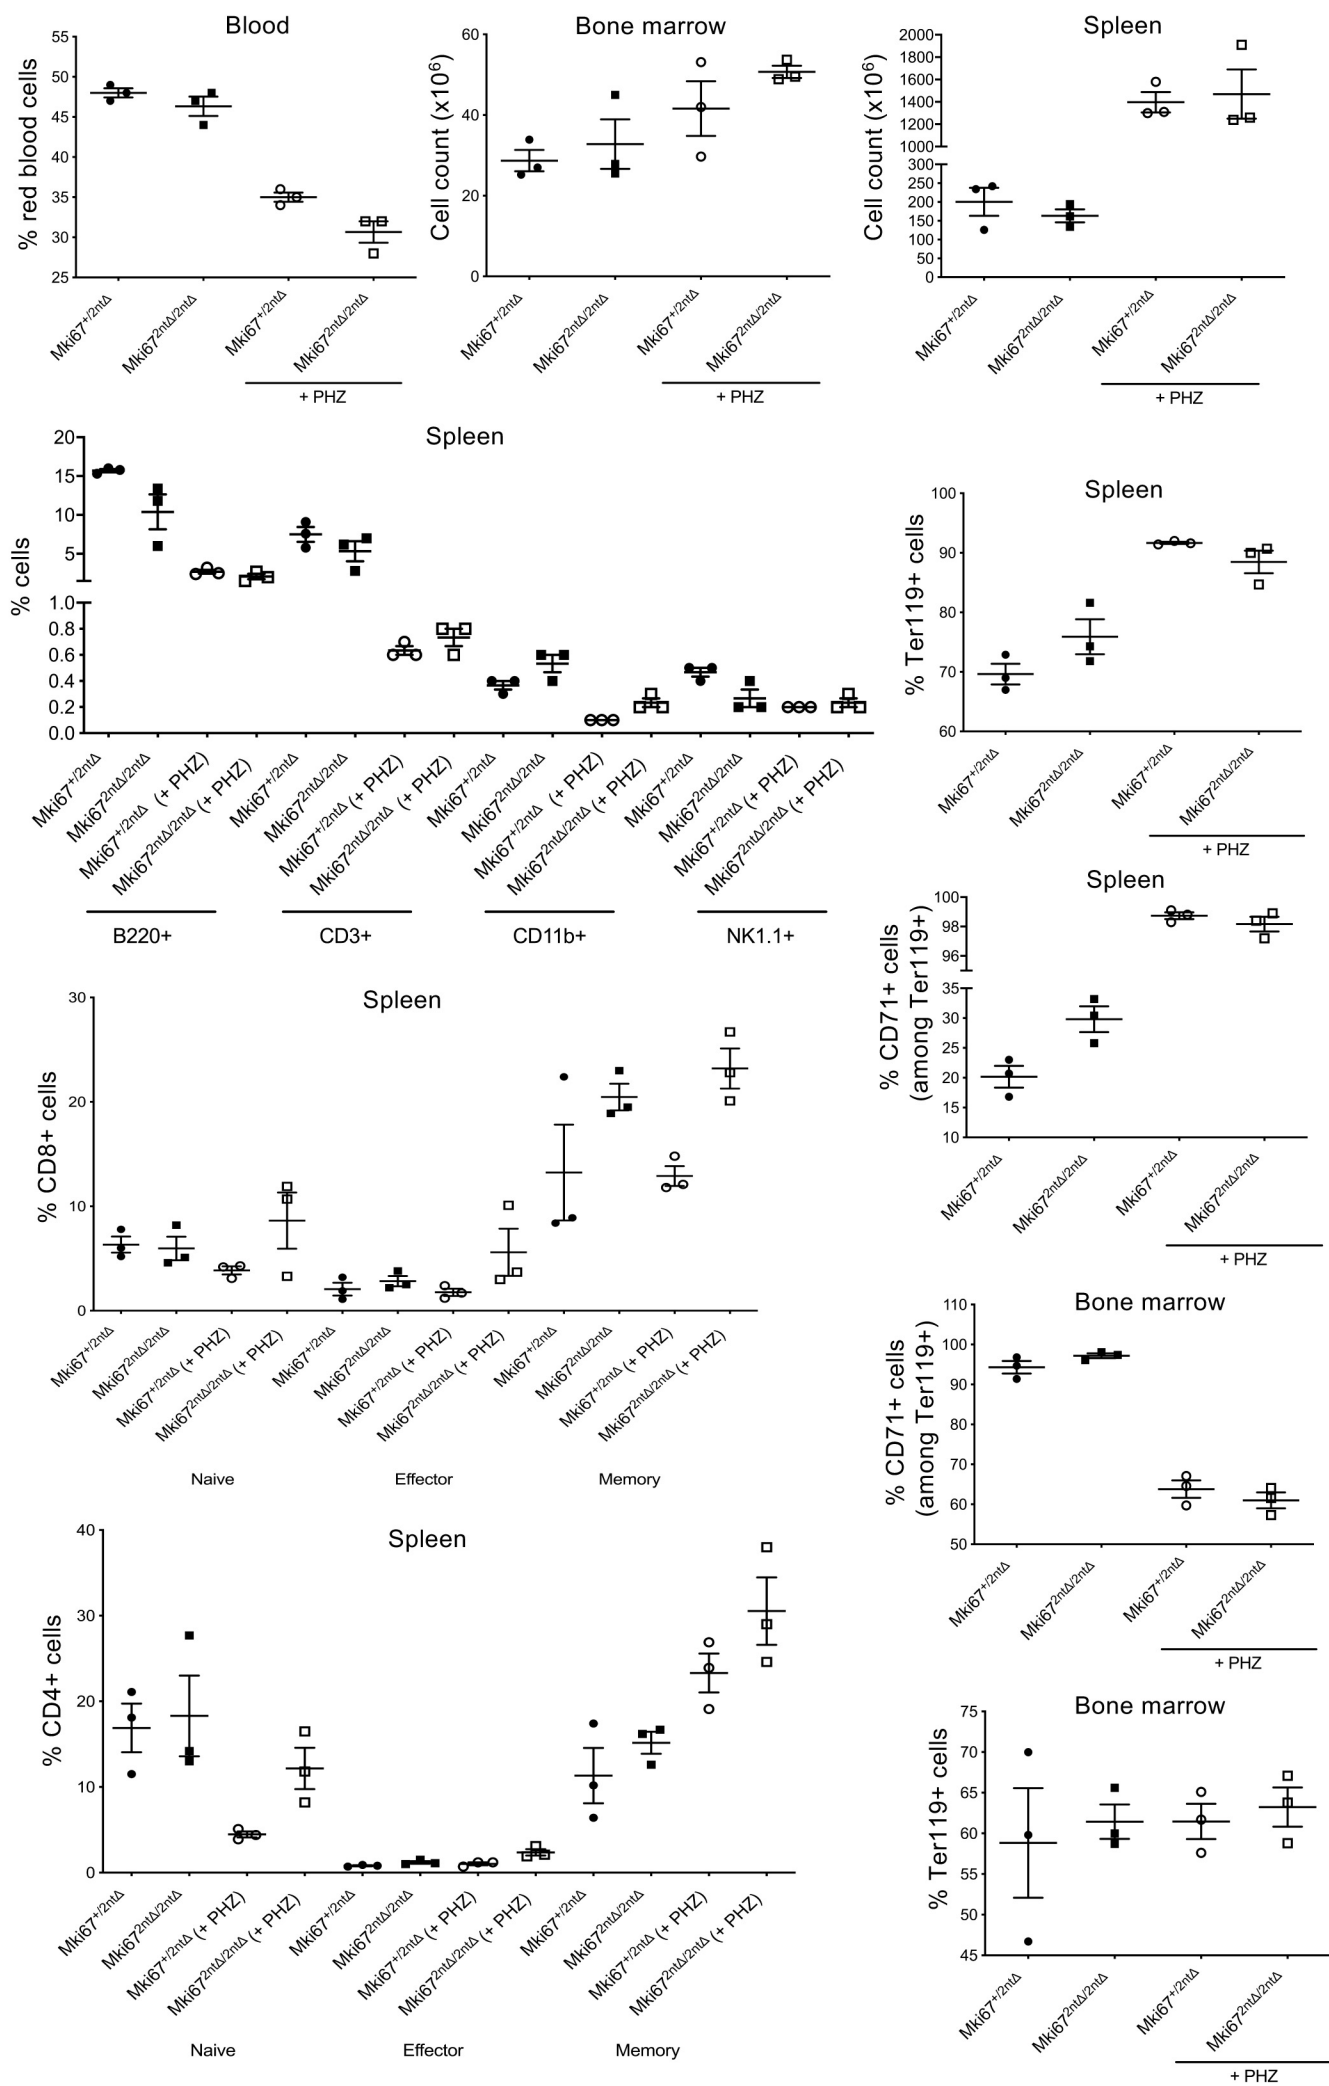 Blood
% red blood cells
55
50
45
40
35
30
25
Mki67+/2ntΔ
Mki672ntΔ/2ntΔ
Mki67+/2ntΔ
Mki672ntΔ/2ntΔ
+ PHZ
Bone marrow
Cell count (x10⁶)
60
40
20
0
Mki67+/2ntΔ
Mki672ntΔ/2ntΔ
Mki67+/2ntΔ
Mki672ntΔ/2ntΔ
+ PHZ
Spleen
Cell count (x10⁶)
2000
1800
1600
1400
1200
1000
300
250
200
150
100
50
0
Mki67+/2ntΔ
Mki672ntΔ/2ntΔ
Mki67+/2ntΔ
Mki672ntΔ/2ntΔ
+ PHZ
Spleen
% cells
20
15
10
5
1.0
0.8
0.6
0.4
0.2
0.0
Mki67+/2ntΔ
Mki672ntΔ/2ntΔ
Mki67+/2ntΔ (+ PHZ)
Mki672ntΔ/2ntΔ (+ PHZ)
Mki67+/2ntΔ
Mki672ntΔ/2ntΔ
Mki67+/2ntΔ (+ PHZ)
Mki672ntΔ/2ntΔ (+ PHZ)
Mki67+/2ntΔ
Mki672ntΔ/2ntΔ
Mki67+/2ntΔ (+ PHZ)
Mki672ntΔ/2ntΔ (+ PHZ)
Mki67+/2ntΔ
Mki672ntΔ/2ntΔ
Mki67+/2ntΔ (+ PHZ)
Mki672ntΔ/2ntΔ (+ PHZ)
B220+
CD3+
CD11b+
NK1.1+
Spleen
% Ter119+ cells
100
90
80
70
60
Mki67+/2ntΔ
Mki672ntΔ/2ntΔ
Mki67+/2ntΔ
Mki672ntΔ/2ntΔ
+ PHZ
Spleen
% CD71+ cells
(among Ter119+)
100
98
96
35
30
25
20
15
10
Mki67+/2ntΔ
Mki672ntΔ/2ntΔ
Mki67+/2ntΔ
Mki672ntΔ/2ntΔ
+ PHZ
Spleen
% CD8+ cells
30
20
10
0
Mki67+/2ntΔ
Mki672ntΔ/2ntΔ
Mki67+/2ntΔ (+ PHZ)
Mki672ntΔ/2ntΔ (+ PHZ)
Mki67+/2ntΔ
Mki672ntΔ/2ntΔ
Mki67+/2ntΔ (+ PHZ)
Mki672ntΔ/2ntΔ (+ PHZ)
Mki67+/2ntΔ
Mki672ntΔ/2ntΔ
Mki67+/2ntΔ (+ PHZ)
Mki672ntΔ/2ntΔ (+ PHZ)
Naive
Effector
Memory
Bone marrow
% CD71+ cells
(among Ter119+)
110
100
90
80
70
60
50
Mki67+/2ntΔ
Mki672ntΔ/2ntΔ
Mki67+/2ntΔ
Mki672ntΔ/2ntΔ
+ PHZ
Spleen
% CD4+ cells
40
30
20
10
0
Mki67+/2ntΔ
Mki672ntΔ/2ntΔ
Mki67+/2ntΔ (+ PHZ)
Mki672ntΔ/2ntΔ (+ PHZ)
Mki67+/2ntΔ
Mki672ntΔ/2ntΔ
Mki67+/2ntΔ (+ PHZ)
Mki672ntΔ/2ntΔ (+ PHZ)
Mki67+/2ntΔ
Mki672ntΔ/2ntΔ
Mki67+/2ntΔ (+ PHZ)
Mki672ntΔ/2ntΔ (+ PHZ)
Naive
Effector
Memory
Bone marrow
% Ter119+ cells
75
70
65
60
55
50
45
Mki67+/2ntΔ
Mki672ntΔ/2ntΔ
Mki67+/2ntΔ
Mki672ntΔ/2ntΔ
+ PHZ